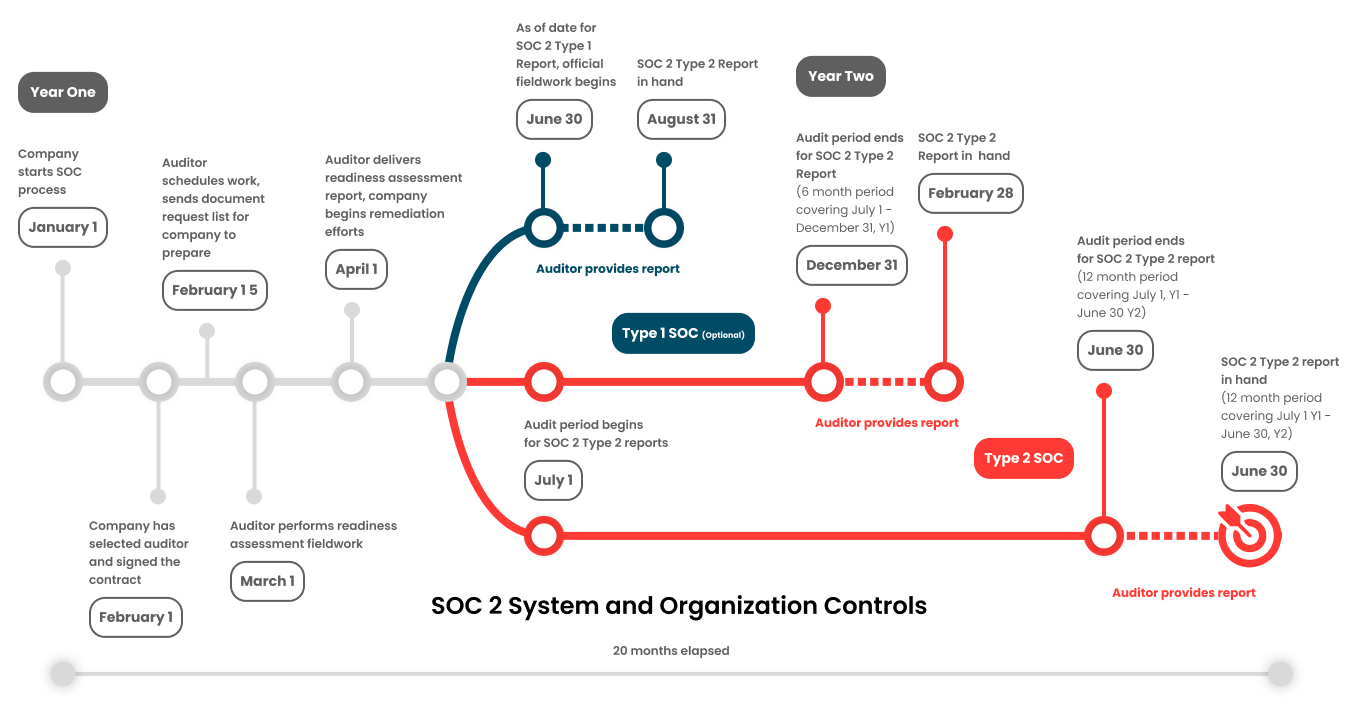 Year One
Company
starts SOC
process
January 1
Auditor
schedules work,
sends document
request list for
company to
prepare
February 1 5
Auditor delivers
readiness assessment
report, company
begins remediation
efforts
April 1
As of date for
SOC 2 Type 1
Report, official
fieldwork begins
June 30
SOC 2 Type 2 Report
in hand
August 31
Auditor provides report
Type 1 SOC (Optional)
Year Two
Audit period ends
for SOC 2 Type 2
Report
(6 month period
covering July 1 -
December 31, Y1)
December 31
SOC 2 Type 2
Report in  hand
February 28
Auditor provides report
Audit period ends
for SOC 2 Type 2 report
(12 month period
covering July 1, Y1 -
June 30 Y2)
June 30
SOC 2 Type 2 report
in hand
(12 month period
covering July 1 Y1 -
June 30, Y2)
June 30
Type 2 SOC
Audit period begins
for SOC 2 Type 2 reports
July 1
Company has
selected auditor
and signed the
contract
February 1
Auditor performs readiness
assessment fieldwork
March 1
Auditor provides report
SOC 2 System and Organization Controls
20 months elapsed